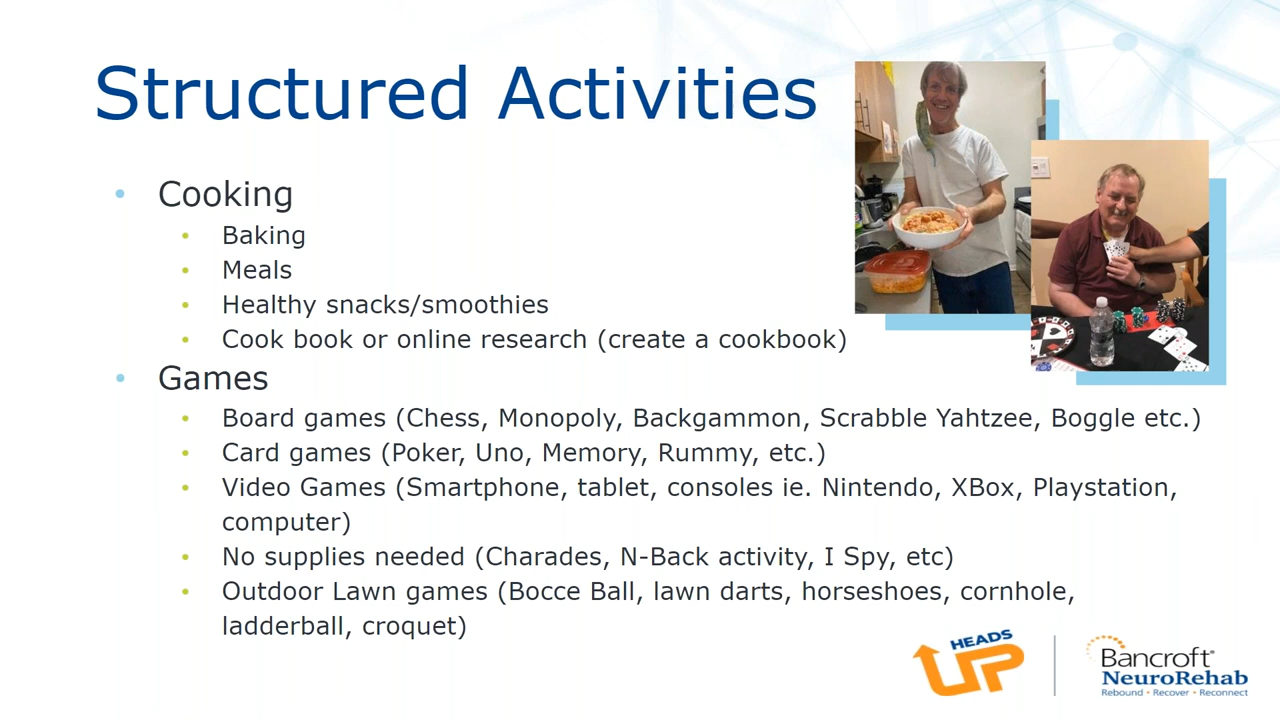 Structured Activities
• Cooking
• Baking
• Meals
• Healthy snacks/smoothies
• Cook book or online research (create a cookbook)
• Games
• Board games (Chess, Monopoly, Backgammon, Scrabble Yahtzee, Boggle etc.)
• Card games (Poker, Uno, Memory, Rummy, etc.)
• Video Games (Smartphone, tablet, consoles ie. Nintendo, XBox, Playstation,
computer)
• No supplies needed (Charades, N-Back activity, I Spy, etc)
• Outdoor Lawn games (Bocce Ball, lawn darts, horseshoes, cornhole,
ladderball, croquet)
HEADS
UP
Bancroft®
NeuroRehab
Rebound • Recover • Reconnect